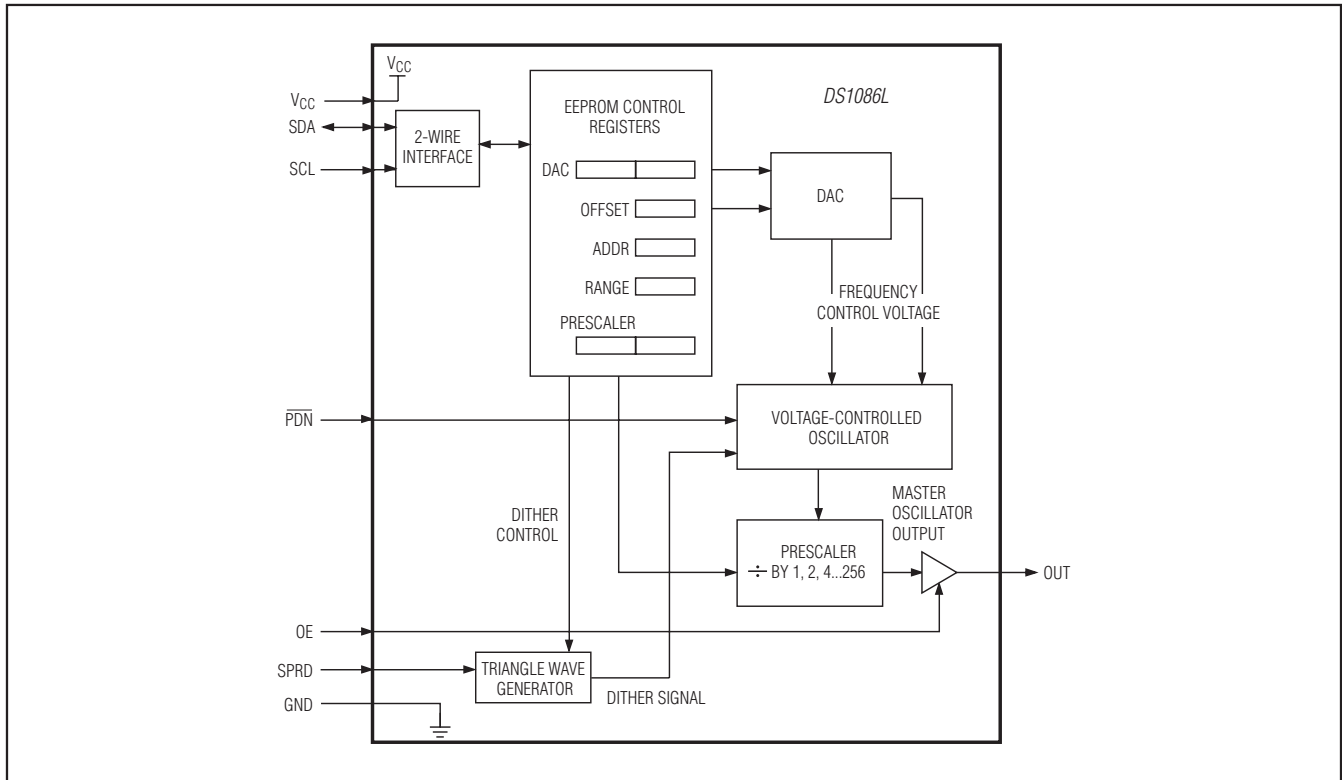 VCC
DS1086L
VCC
SDA
SCL
2-WIRE
INTERFACE
EEPROM CONTROL
REGISTERS
DAC
OFFSET
ADDR
RANGE
PRESCALER
DAC
FREQUENCY
CONTROL VOLTAGE
PDN
VOLTAGE-CONTROLLED
OSCILLATOR
DITHER
CONTROL
MASTER
OSCILLATOR
OUTPUT
PRESCALER
÷ BY 1, 2, 4...256
OUT
OE
SPRD
TRIANGLE WAVE
GENERATOR
DITHER SIGNAL
GND